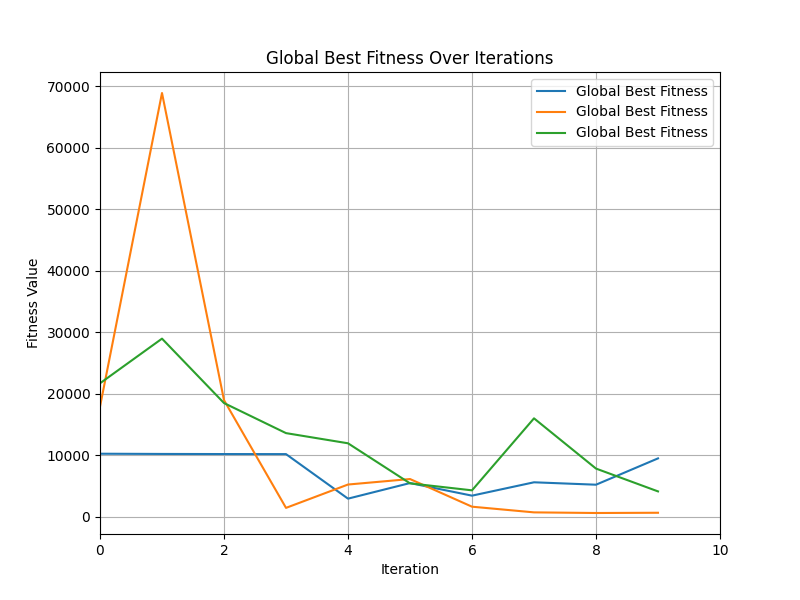 Global Best Fitness Over Iterations
Global Best Fitness
Global Best Fitness
Global Best Fitness
70000
60000
50000
40000
30000
20000
10000
0
Fitness Value
0 2 4 6 8 10
Iteration